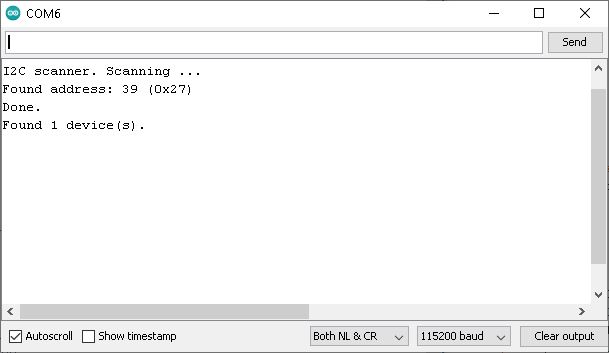 COM6
Send
I2C scanner. Scanning ...
Found address: 39 (0x27)
Done.
Found 1 device(s).
Autoscroll
Show timestamp
Both NL & CR
115200 baud
Clear output